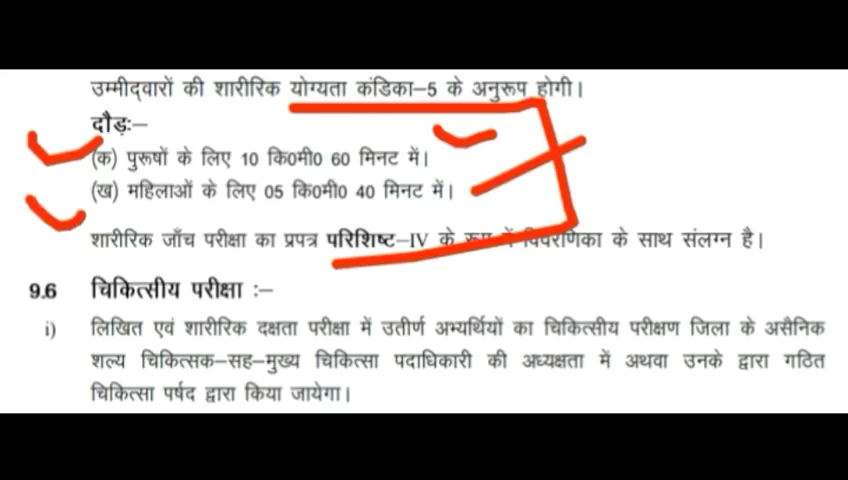 उम्मीद्वारों की शारीरिक योग्यता कंडिका–5 के अनुरूप होगी।
दौड़:–
(क) पुरूषों के लिए 10 कि0मी0 60 मिनट में।
(ख) महिलाओं के लिए 05 कि0मी0 40 मिनट में।
शारीरिक जाँच परीक्षा का प्रपत्र परिशिष्ट–IV के रूप में विवरणिका के साथ संलग्न है।
9.6 चिकित्सीय परीक्षा :–
i) लिखित एवं शारीरिक दक्षता परीक्षा में उतीर्ण अभ्यर्थियों का चिकित्सीय परीक्षण जिला के असैनिक
शल्य चिकित्सक–सह–मुख्य चिकित्सा पदाधिकारी की अध्यक्षता में अथवा उनके द्वारा गठित
चिकित्सा पर्षद द्वारा किया जायेगा।